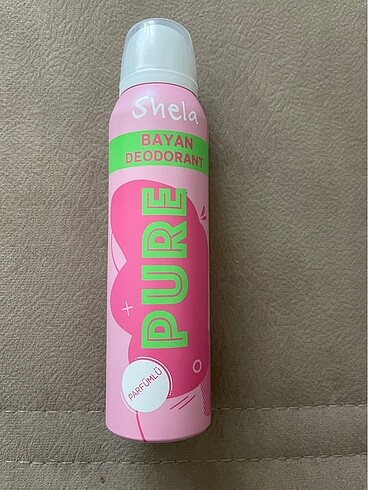 Shela
BAYAN
DEODORANT
PURE
PARFÜMLÜ